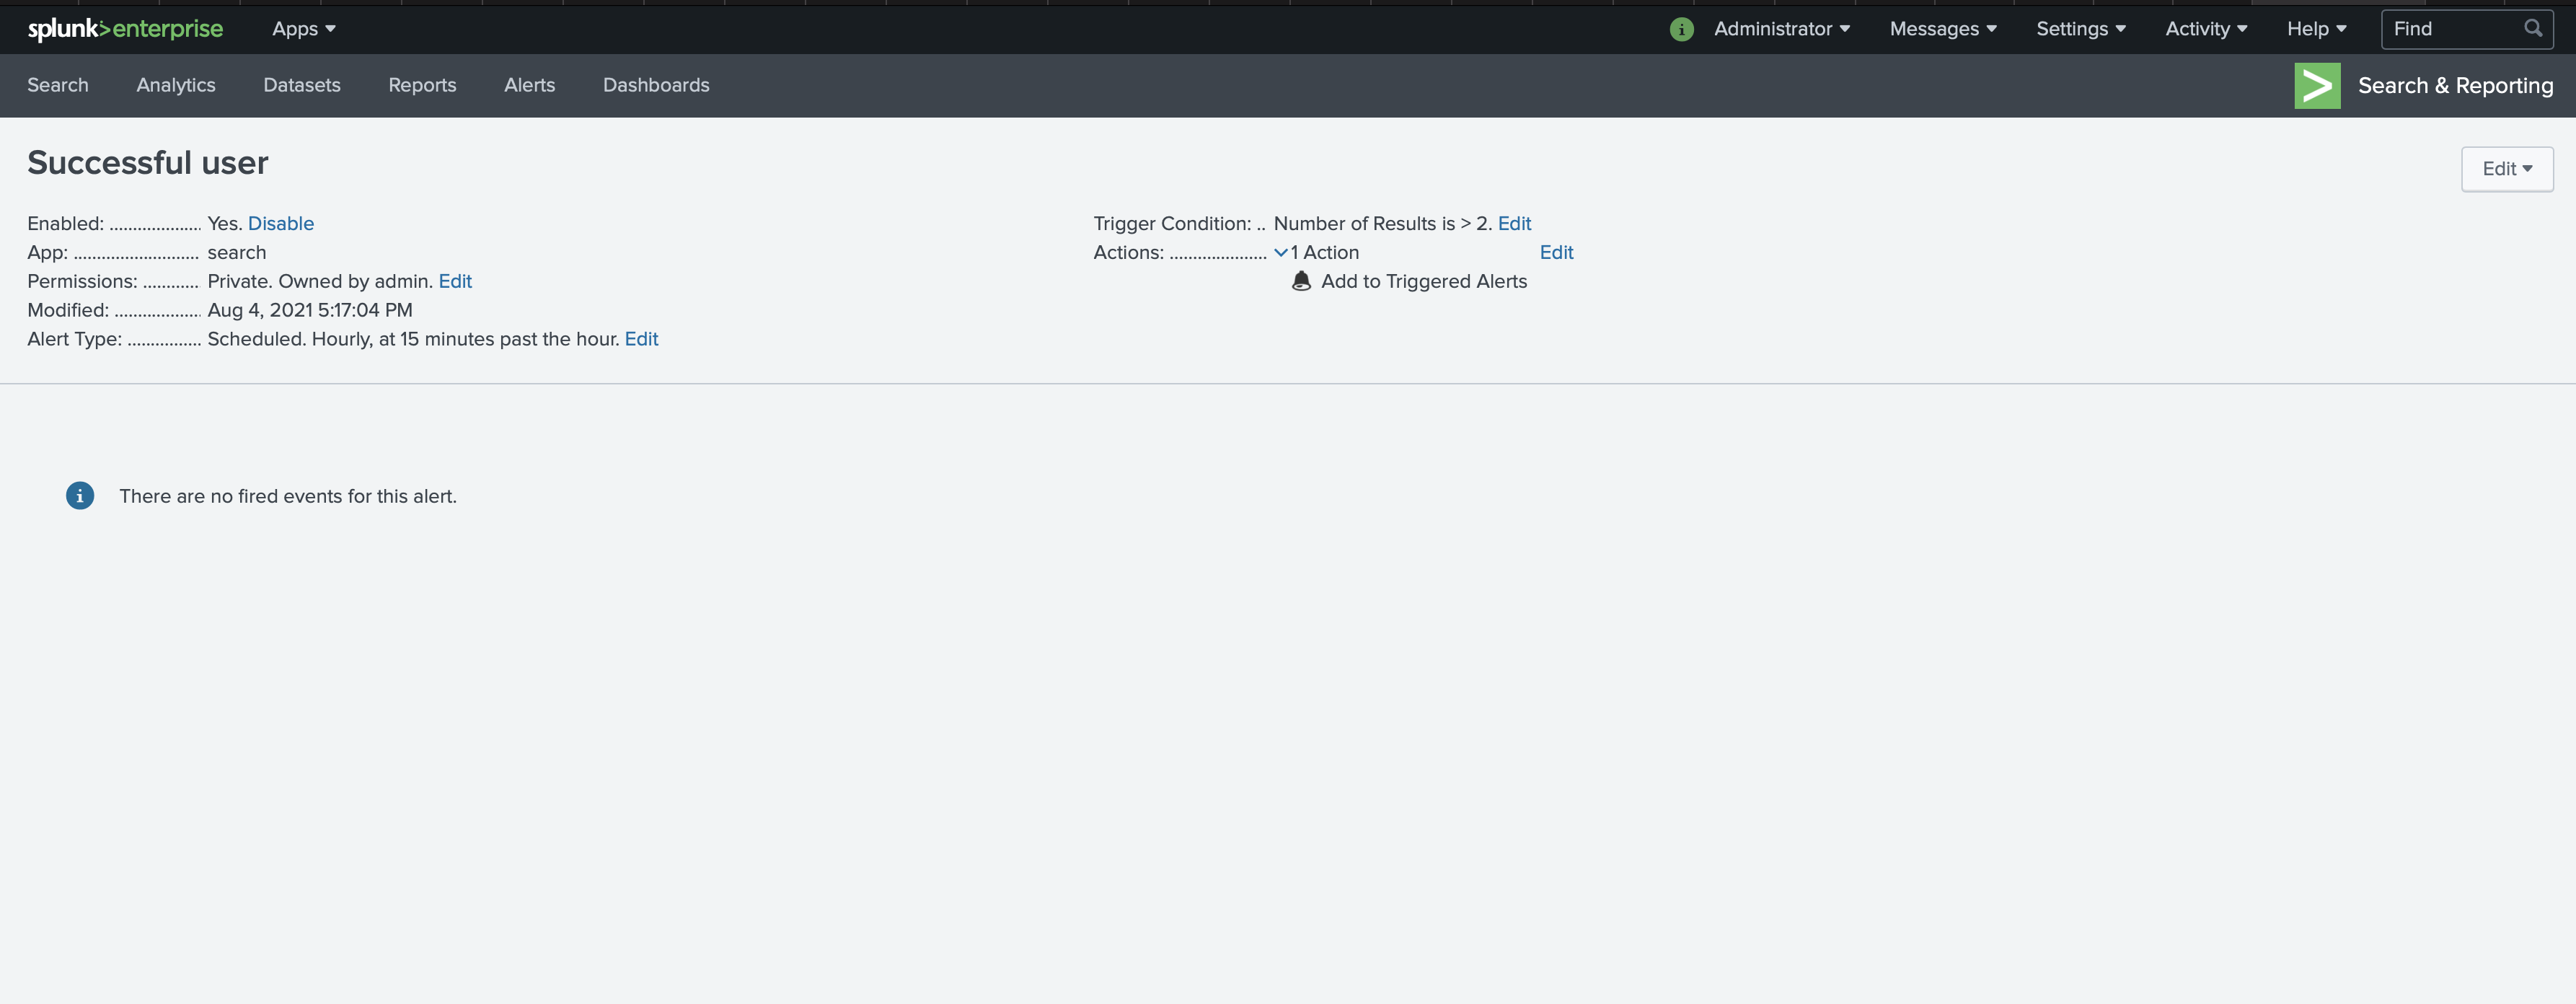 splunk>enterprise Apps Administrator Messages Settings Activity Help Find
Search Analytics Datasets Reports Alerts Dashboards Search & Reporting
Successful user
Edit
Enabled: .................... Yes. Disable
App: ........................... search
Permissions: ............ Private. Owned by admin. Edit
Modified: ................... Aug 4, 2021 5:17:04 PM
Alert Type: ................ Scheduled. Hourly, at 15 minutes past the hour. Edit
Trigger Condition: .. Number of Results is > 2. Edit
Actions: ..................... 1 Action Edit
Add to Triggered Alerts
There are no fired events for this alert.